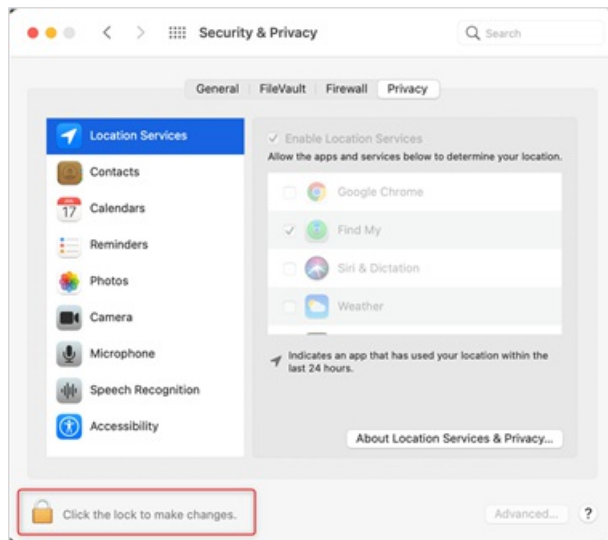 Security & Privacy
Search
General
FileVault
Firewall
Privacy
Location Services
Contacts
17
Calendars
Reminders
Photos
Camera
Microphone
Speech Recognition
Accessibility
Enable Location Services
Allow the apps and services below to determine your location.
Google Chrome
Find My
Siri & Dictation
Weather
Indicates an app that has used your location within the
last 24 hours.
About Location Services & Privacy...
Click the lock to make changes.
Advanced...
?